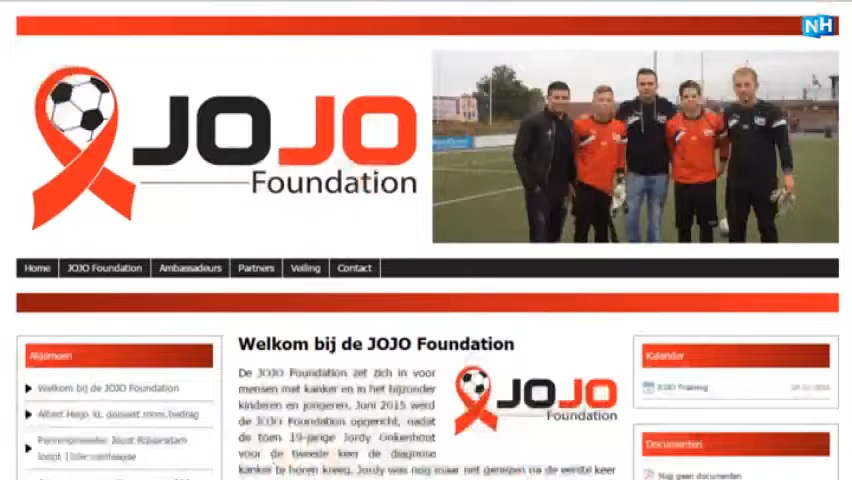 NH
JOJO
Foundation
Home JOJO Foundation Ambassadeurs Partners Veiling Contact
Algemeen
Welkom bij de JOJO Foundation
Albert Heijn XL doneert mooi bedrag
Welkom bij de JOJO Foundation
De JOJO Foundation zet zich in voor
mensen met kanker en in het bijzonder
kinderen en jongeren. Juni 2015 werd
de JOJO Foundation opgericht, nadat
de toen 19-jarige Jordy
voor de tweede keer de diagnose
kanker te horen kreeg. Jordy was nog maar net genezen na de eerste keer
JOJO
Foundation
Kalender
JOJO Training
Documenten
Nog geen documenten